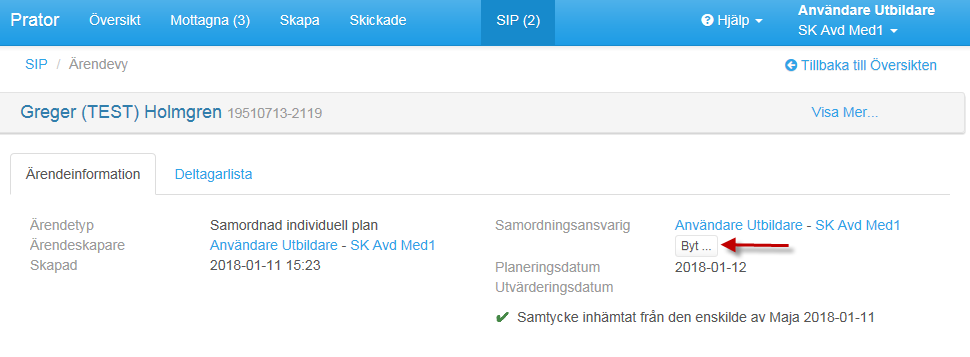 Prator Översikt Mottagna (3) Skapa Skickade SIP (2) Hjälp Användare Utbildare
SK Avd Med1
SIP / Ärendevy Tillbaka till Översikten
Greger (TEST) Holmgren 19510713-2119 Visa Mer...
Ärendeinformation Deltagarlista
Ärendetyp Samordnad individuell plan
Ärendeskapare Användare Utbildare - SK Avd Med1
Skapad 2018-01-11 15:23
Samordningsansvarig Användare Utbildare - SK Avd Med1
Byt ...
Planeringsdatum 2018-01-12
Utvärderingsdatum
Samtycke inhämtat från den enskilde av Maja 2018-01-11